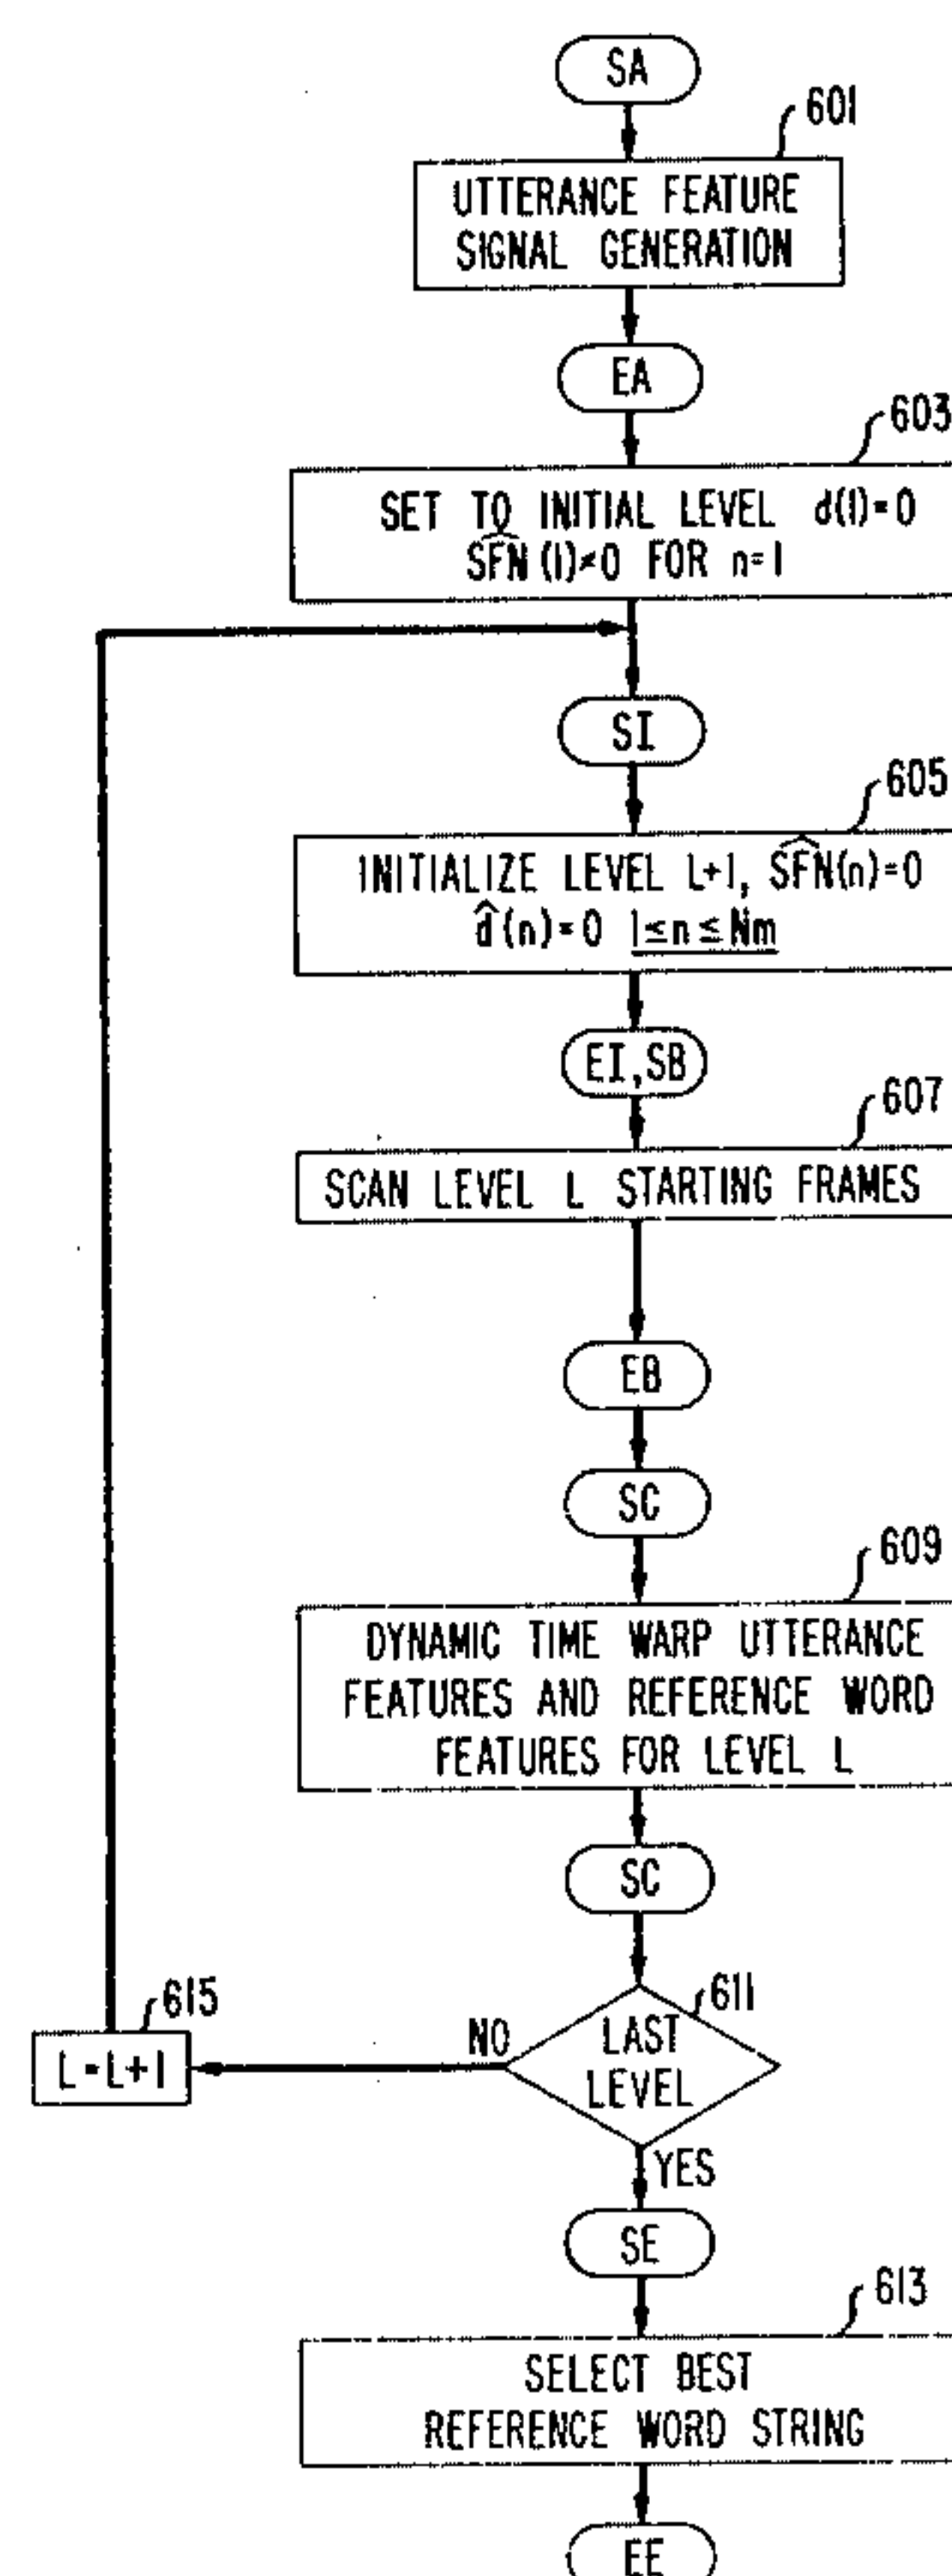 SA
601
UTTERANCE FEATURE
SIGNAL GENERATION
EA
603
SET TO INITIAL LEVEL d(1)=0
ŜFN (1)=0 FOR n=1
SI
605
INITIALIZE LEVEL L+1, ŜFN(n)=0
d̂(n)=0 1≤n≤Nm
EI,SB
607
SCAN LEVEL L STARTING FRAMES
EB
SC
609
DYNAMIC TIME WARP UTTERANCE
FEATURES AND REFERENCE WORD
FEATURES FOR LEVEL L
SC
611
LAST
LEVEL
NO
615
L=L+1
YES
SE
613
SELECT BEST
REFERENCE WORD STRING
EE